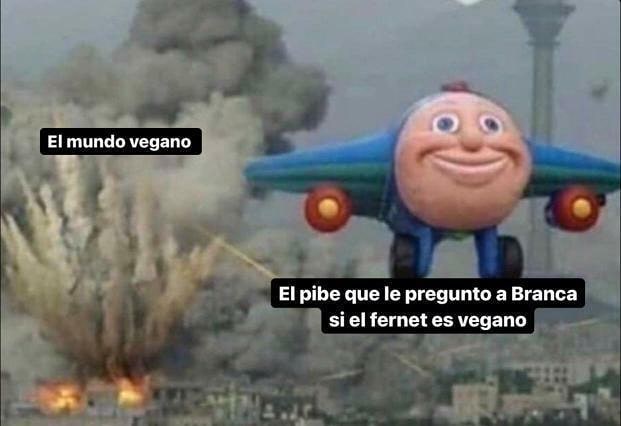 El mundo vegano
El pibe que le pregunto a Branca
si el fernet es vegano